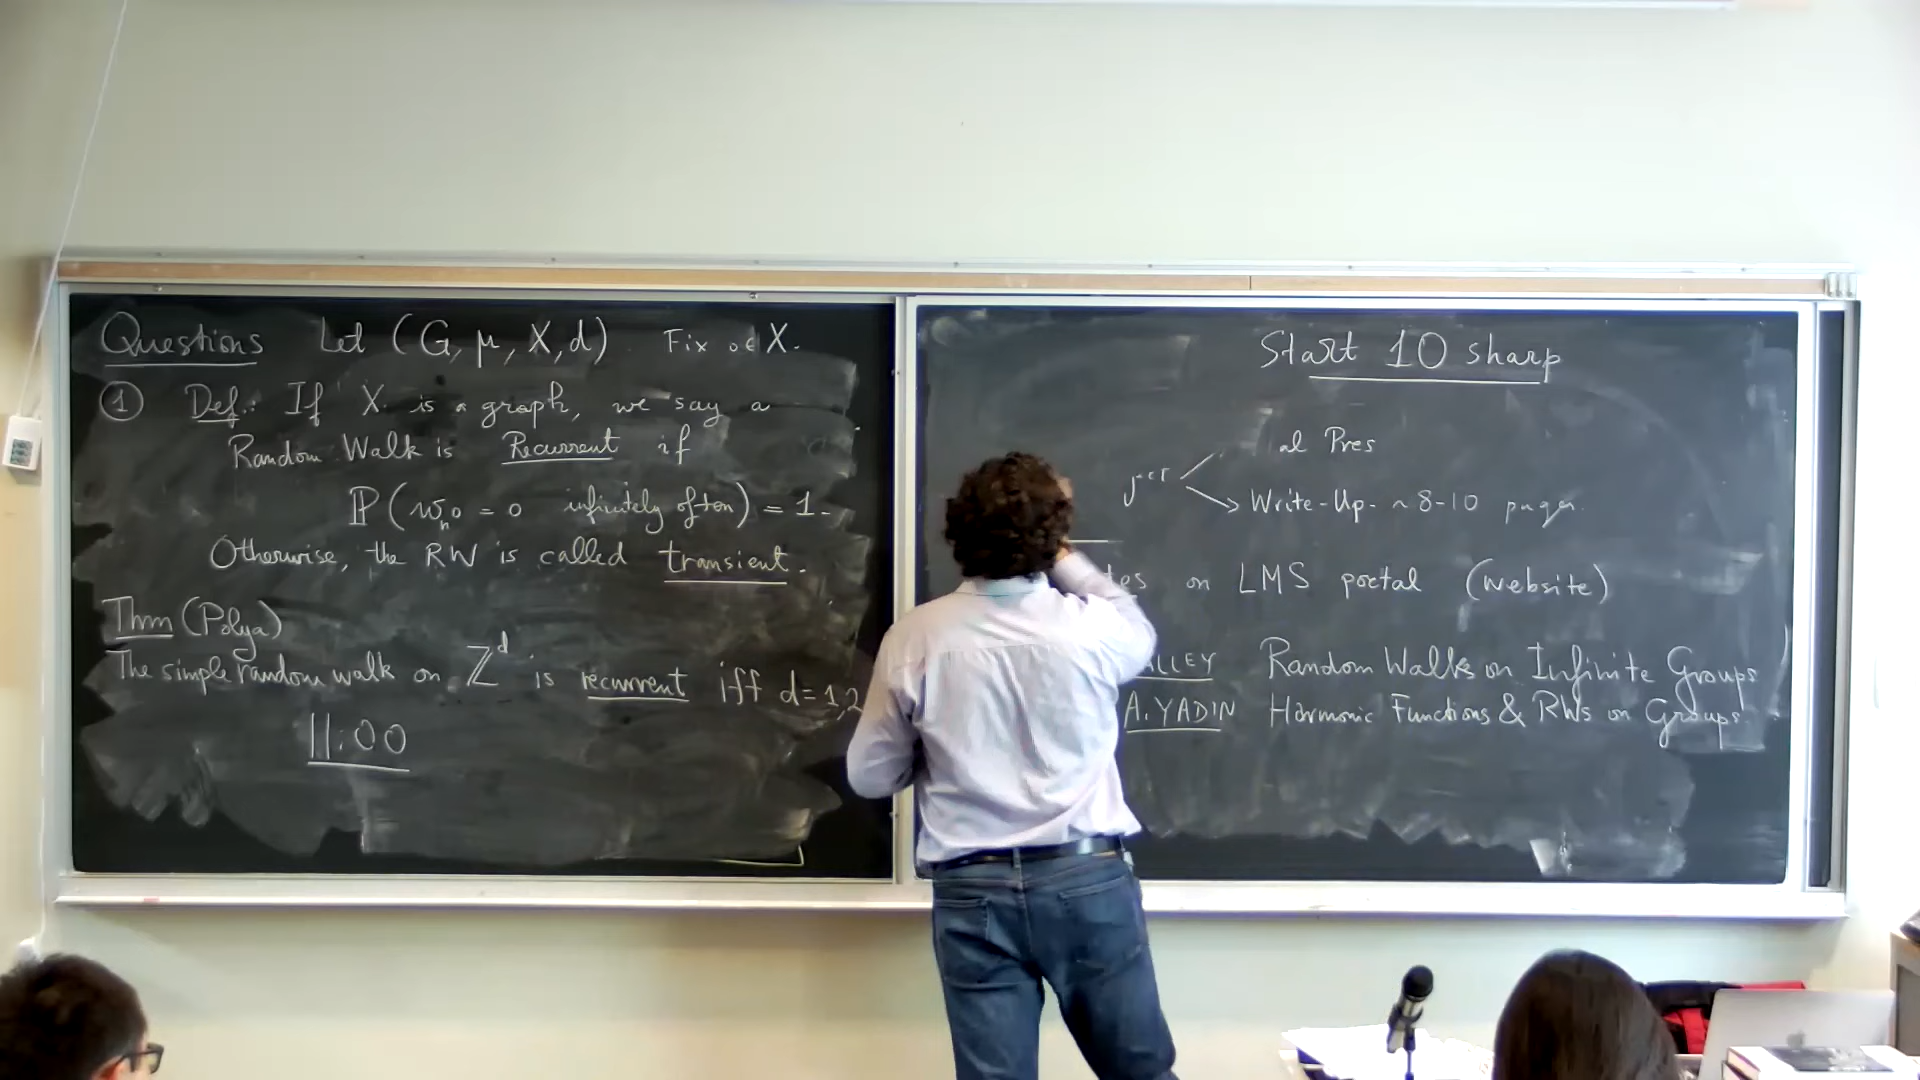 Questions Let (G, μ, X, d). Fix o∈X.
① Def.: If X is a graph, we say a
Random Walk is Recurrent if
ℙ(wₙo = o infinitely often) = 1.
Otherwise, the RW is called transient.
Thm (Polya)
The simple random walk on ℤᵈ is recurrent iff d=1,2
11:00
Start 10 sharp
al Pres
→ Write-Up. ~8-10 pages.
tes on LMS portal (website)
LLEY Random Walks on Infinite Groups
A. YADIN Harmonic Functions & RWs on Groups